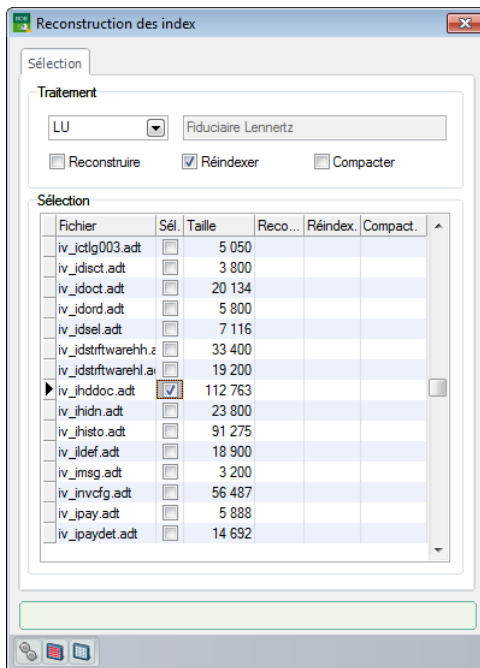 Reconstruction des index
Sélection
Traitement
LU Fiduciaire Lennertz
Reconstruire Réindexer Compacter
Sélection
Fichier Sél. Taille Reco... Réindex. Compact.
iv_ictlg003.adt 5 050
iv_idisct.adt 3 800
iv_idoct.adt 20 134
iv_idord.adt 5 800
iv_idsel.adt 7 116
iv_idstrftwarehh.a 33 400
iv_idstrftwarehl.a 19 200
iv_ihddoc.adt 112 763
iv_ihidn.adt 23 800
iv_ihisto.adt 91 275
iv_ildef.adt 18 900
iv_imsg.adt 3 200
iv_invcfg.adt 56 487
iv_ipay.adt 5 888
iv_ipaydet.adt 14 692